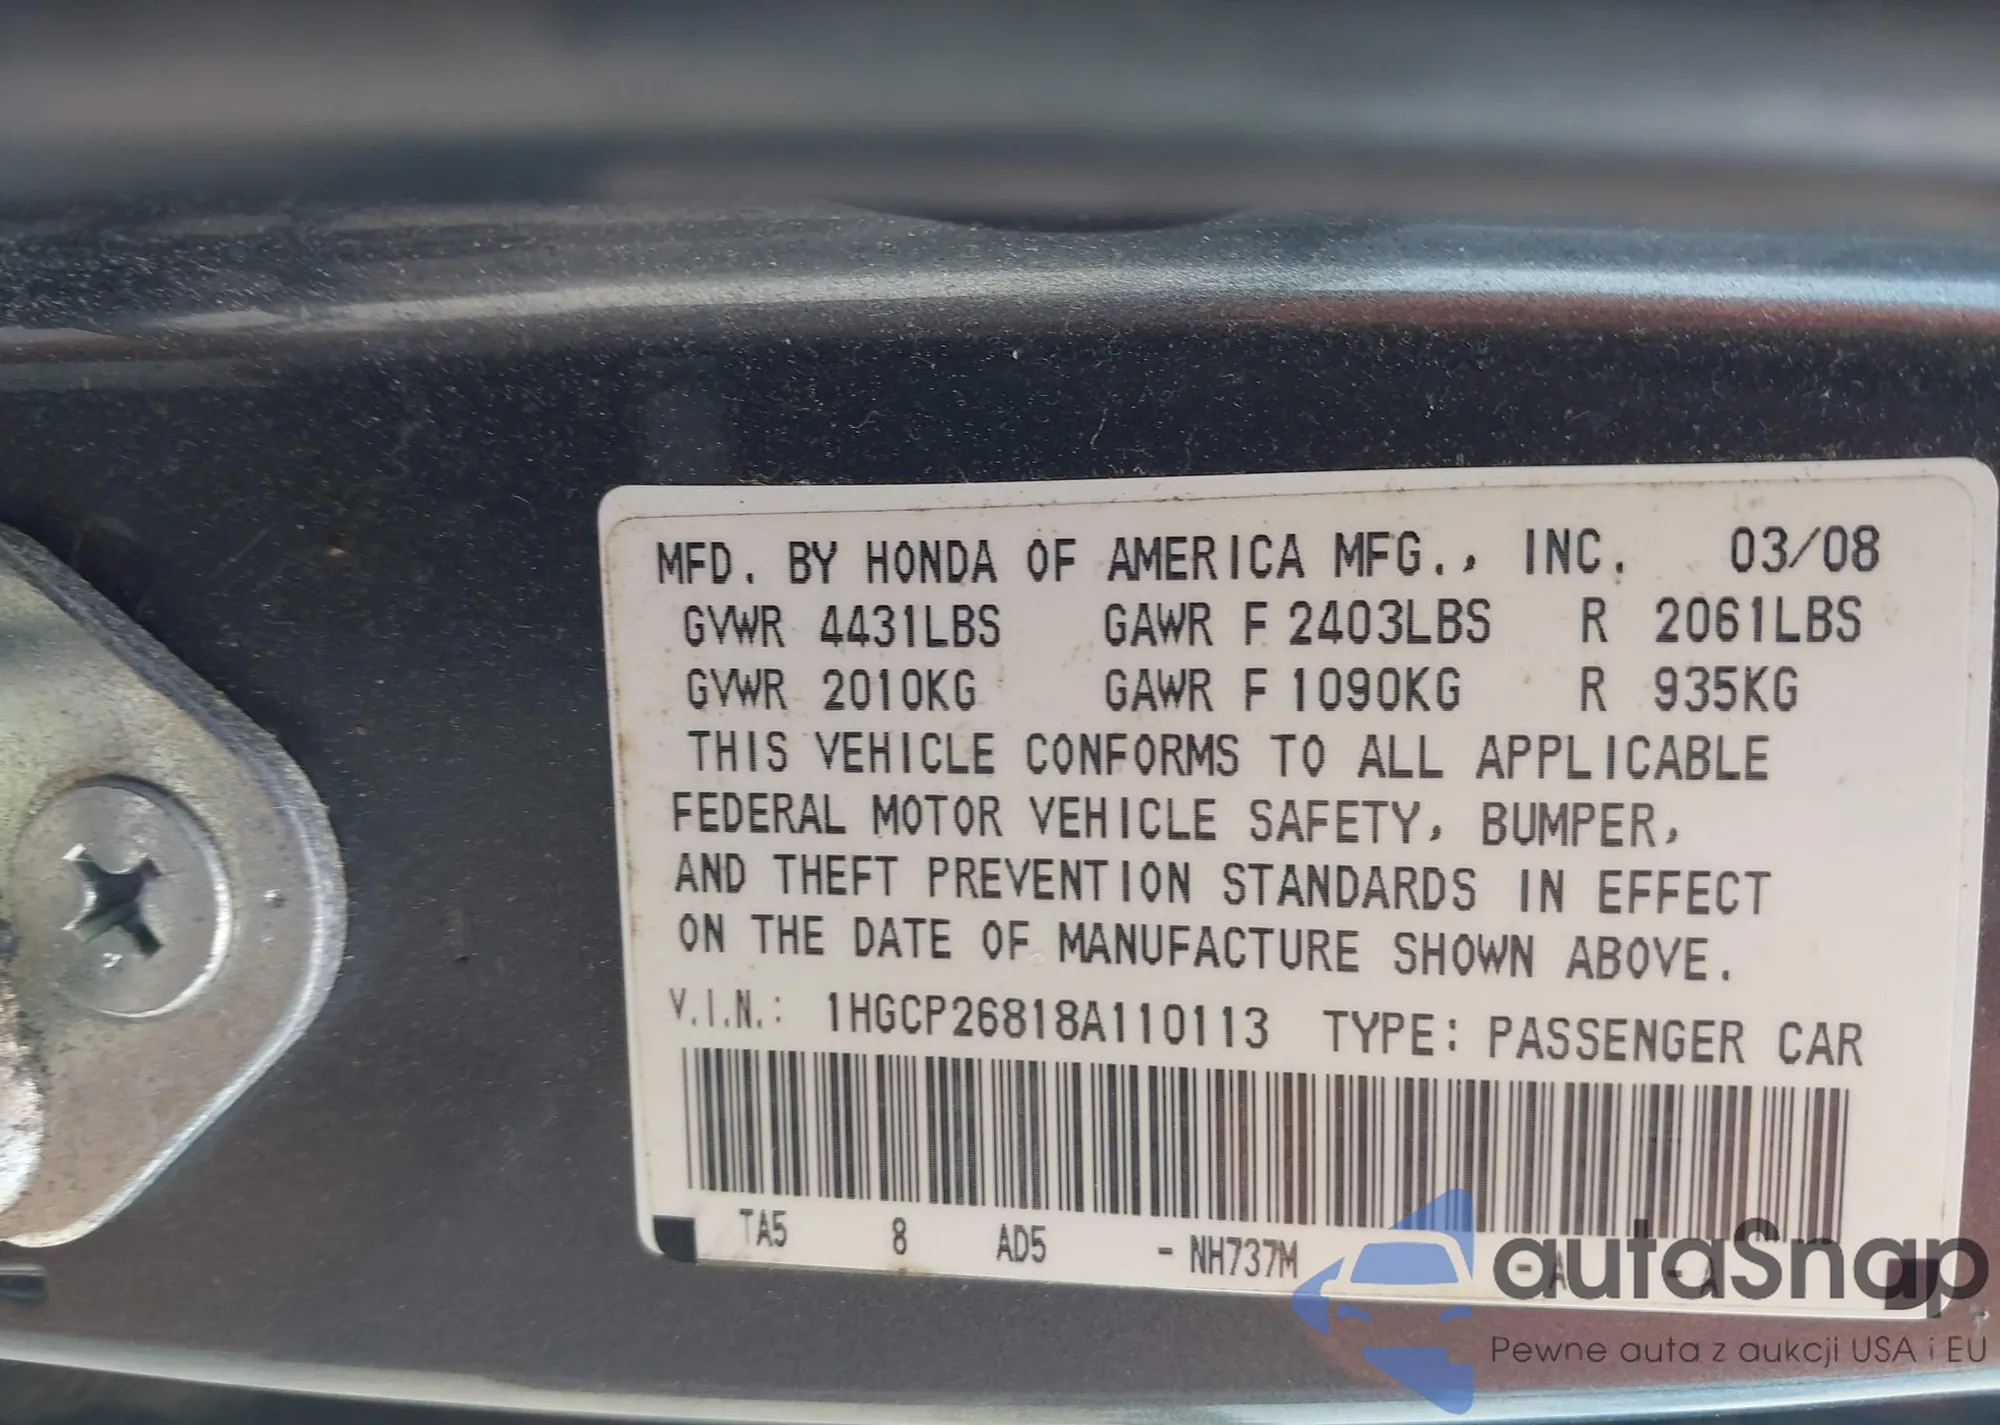 MFD. BY HONDA OF AMERICA MFG., INC. 03/08
GVWR 4431LBS GAWR F 2403LBS R 2061LBS
GVWR 2010KG GAWR F 1090KG R 935KG
THIS VEHICLE CONFORMS TO ALL APPLICABLE
FEDERAL MOTOR VEHICLE SAFETY, BUMPER,
AND THEFT PREVENTION STANDARDS IN EFFECT
ON THE DATE OF MANUFACTURE SHOWN ABOVE.
V.I.N.: 1HGCP26818A110113 TYPE: PASSENGER CAR
TA5 8 AD5 - NH737M - A - A
autaSnap
Pewne auta z aukcji USA i EU